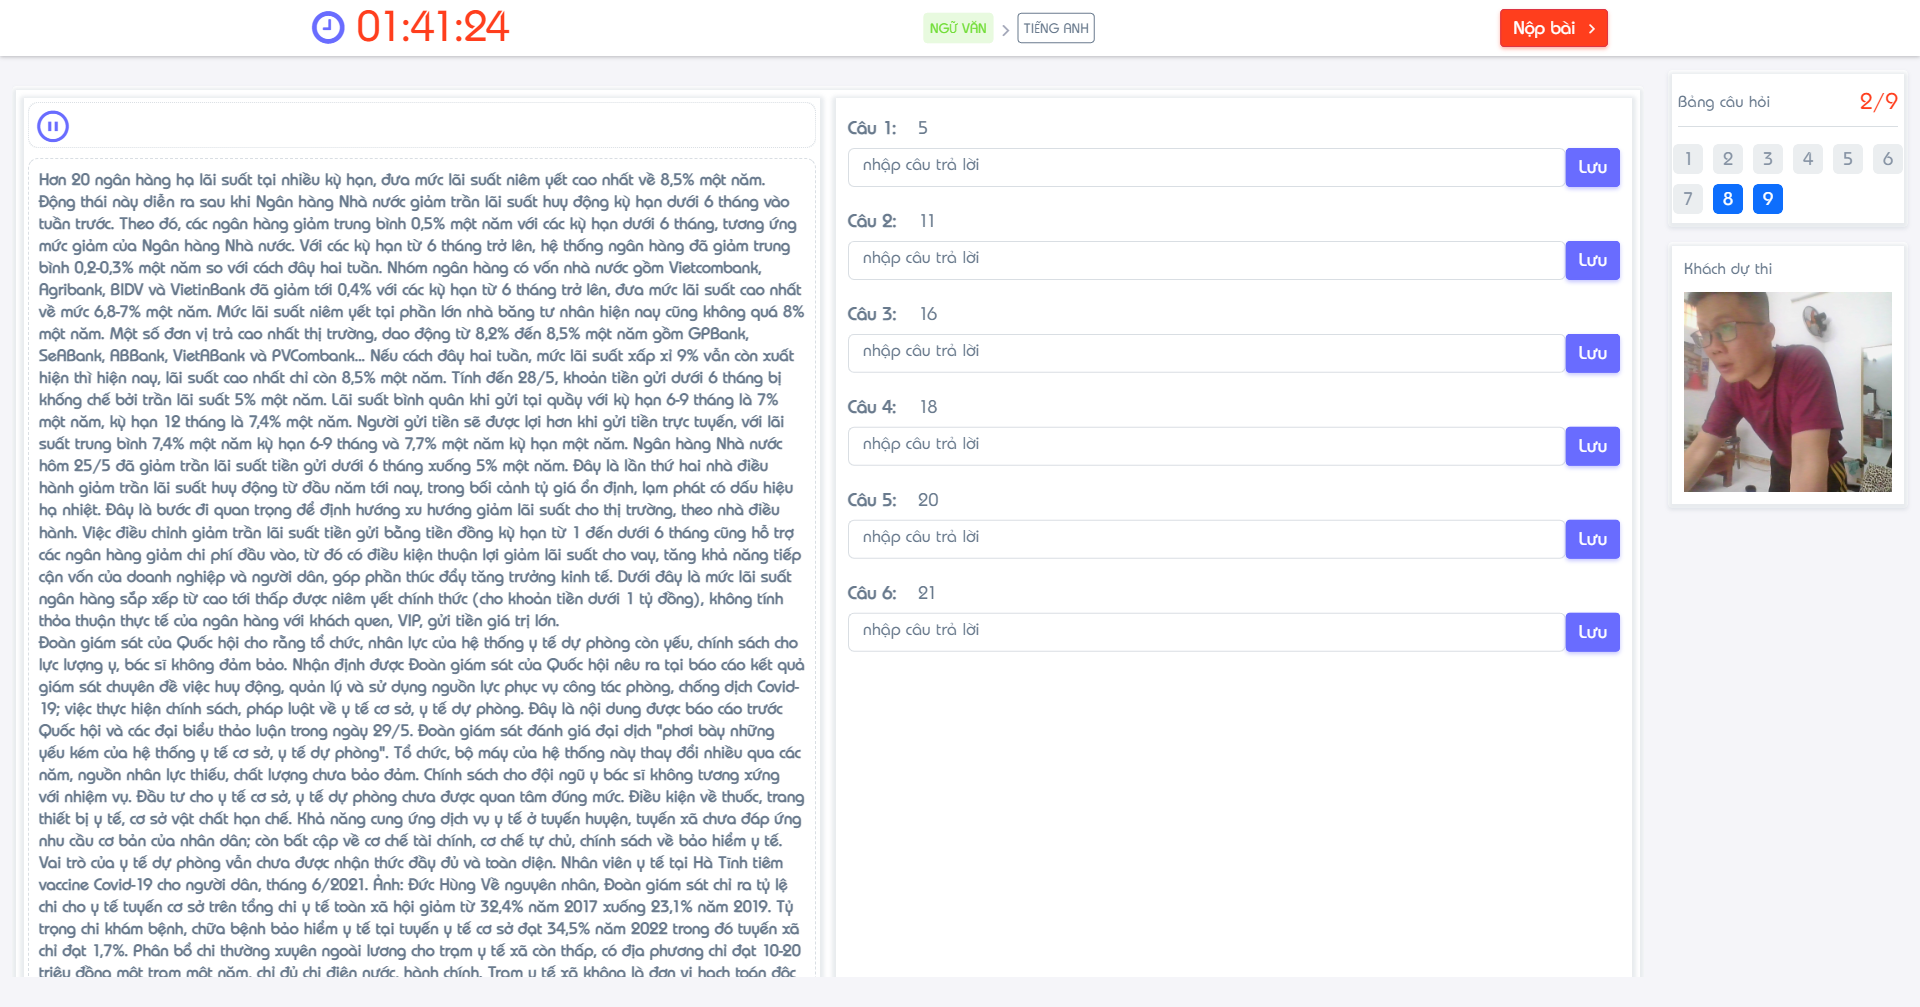 01:41:24
NGỮ VĂN
TIẾNG ANH
Nộp bài
Hơn 20 ngân hàng hạ lãi suất tại nhiều kỳ hạn, đưa mức lãi suất niêm yết cao nhất về 8,5% một năm.
Động thái này diễn ra sau khi Ngân hàng Nhà nước giảm trần lãi suất huy động kỳ hạn dưới 6 tháng vào
tuần trước. Theo đó, các ngân hàng giảm trung bình 0,5% một năm với các kỳ hạn dưới 6 tháng, tương ứng
mức giảm của Ngân hàng Nhà nước. Với các kỳ hạn từ 6 tháng trở lên, hệ thống ngân hàng đã giảm trung
bình 0,2-0,3% một năm so với cách đây hai tuần. Nhóm ngân hàng có vốn nhà nước gồm Vietcombank,
Agribank, BIDV và VietinBank đã giảm tới 0,4% với các kỳ hạn từ 6 tháng trở lên, đưa mức lãi suất cao nhất
về mức 6,8-7% một năm. Mức lãi suất niêm yết tại phần lớn nhà băng tư nhân hiện nay cũng không quá 8%
một năm. Một số đơn vị trả cao nhất thị trường, dao động từ 8,2% đến 8,5% một năm gồm GPBank,
SeABank, ABBank, VietABank và PVCombank... Nếu cách đây hai tuần, mức lãi suất xấp xỉ 9% vẫn còn xuất
hiện thì hiện nay, lãi suất cao nhất chỉ còn 8,5% một năm. Tính đến 28/5, khoản tiền gửi dưới 6 tháng bị
khống chế bởi trần lãi suất 5% một năm. Lãi suất bình quân khi gửi tại quầy với kỳ hạn 6-9 tháng là 7%
một năm, kỳ hạn 12 tháng là 7,4% một năm. Người gửi tiền sẽ được lợi hơn khi gửi tiền trực tuyến, với lãi
suất trung bình 7,4% một năm kỳ hạn 6-9 tháng và 7,7% một năm kỳ hạn một năm. Ngân hàng Nhà nước
hôm 25/5 đã giảm trần lãi suất tiền gửi dưới 6 tháng xuống 5% một năm. Đây là lần thứ hai nhà điều
hành giảm trần lãi suất huy động từ đầu năm tới nay, trong bối cảnh tỷ giá ổn định, lạm phát có dấu hiệu
hạ nhiệt. Đây là bước đi quan trọng để định hướng xu hướng giảm lãi suất cho thị trường, theo nhà điều
hành. Việc điều chỉnh giảm trần lãi suất tiền gửi bằng tiền đồng kỳ hạn từ 1 đến dưới 6 tháng cũng hỗ trợ
các ngân hàng giảm chi phí đầu vào, từ đó có điều kiện thuận lợi giảm lãi suất cho vay, tăng khả năng tiếp
cận vốn của doanh nghiệp và người dân, góp phần thúc đẩy tăng trưởng kinh tế. Dưới đây là mức lãi suất
ngân hàng sắp xếp từ cao tới thấp được niêm yết chính thức (cho khoản tiền dưới 1 tỷ đồng), không tính
thỏa thuận thực tế của ngân hàng với khách quen, VIP, gửi tiền giá trị lớn.
Đoàn giám sát của Quốc hội cho rằng tổ chức, nhân lực của hệ thống y tế dự phòng còn yếu, chính sách cho
lực lượng y, bác sĩ không đảm bảo. Nhận định được Đoàn giám sát của Quốc hội nêu ra tại báo cáo kết quả
giám sát chuyên đề việc huy động, quản lý và sử dụng nguồn lực phục vụ công tác phòng, chống dịch Covid-
19; việc thực hiện chính sách, pháp luật về y tế cơ sở, y tế dự phòng. Đây là nội dung được báo cáo trước
Quốc hội và các đại biểu thảo luận trong ngày 29/5. Đoàn giám sát đánh giá đại dịch "phơi bày những
yếu kém của hệ thống y tế cơ sở, y tế dự phòng". Tổ chức, bộ máy của hệ thống này thay đổi nhiều qua các
năm, nguồn nhân lực thiếu, chất lượng chưa bảo đảm. Chính sách cho đội ngũ y bác sĩ không tương xứng
với nhiệm vụ. Đầu tư cho y tế cơ sở, y tế dự phòng chưa được quan tâm đúng mức. Điều kiện về thuốc, trang
thiết bị y tế, cơ sở vật chất hạn chế. Khả năng cung ứng dịch vụ y tế ở tuyến huyện, tuyến xã chưa đáp ứng
nhu cầu cơ bản của nhân dân; còn bất cập về cơ chế tài chính, cơ chế tự chủ, chính sách về bảo hiểm y tế.
Vai trò của y tế dự phòng vẫn chưa được nhận thức đầy đủ và toàn diện. Nhân viên y tế tại Hà Tĩnh tiêm
vaccine Covid-19 cho người dân, tháng 6/2021. Ảnh: Đức Hùng Về nguyên nhân, Đoàn giám sát chỉ ra tỷ lệ
chi cho y tế tuyến cơ sở trên tổng chi y tế toàn xã hội giảm từ 32,4% năm 2017 xuống 23,1% năm 2019. Tỷ
trọng chi khám bệnh, chữa bệnh bảo hiểm y tế tại tuyến y tế cơ sở đạt 34,5% năm 2022 trong đó tuyến xã
chỉ đạt 1,7%. Phân bổ chi thường xuyên ngoài lương cho trạm y tế xã còn thấp, có địa phương chỉ đạt 10-20
triệu đồng một trạm một năm, chỉ đủ chi điện nước, hành chính. Trạm y tế xã không là đơn vị hạch toán độc
Câu 1: 5
nhập câu trả lời
Lưu
Câu 2: 11
nhập câu trả lời
Lưu
Câu 3: 16
nhập câu trả lời
Lưu
Câu 4: 18
nhập câu trả lời
Lưu
Câu 5: 20
nhập câu trả lời
Lưu
Câu 6: 21
nhập câu trả lời
Lưu
Bảng câu hỏi 2/9
1 2 3 4 5 6
7 8 9
Khách dự thi